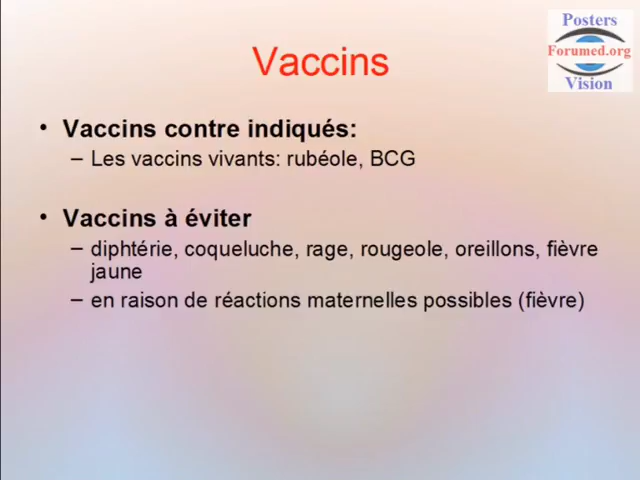 Posters
Forumed.org
Vision
Vaccins
• Vaccins contre indiqués:
– Les vaccins vivants: rubéole, BCG
• Vaccins à éviter
– diphtérie, coqueluche, rage, rougeole, oreillons, fièvre
jaune
– en raison de réactions maternelles possibles (fièvre)